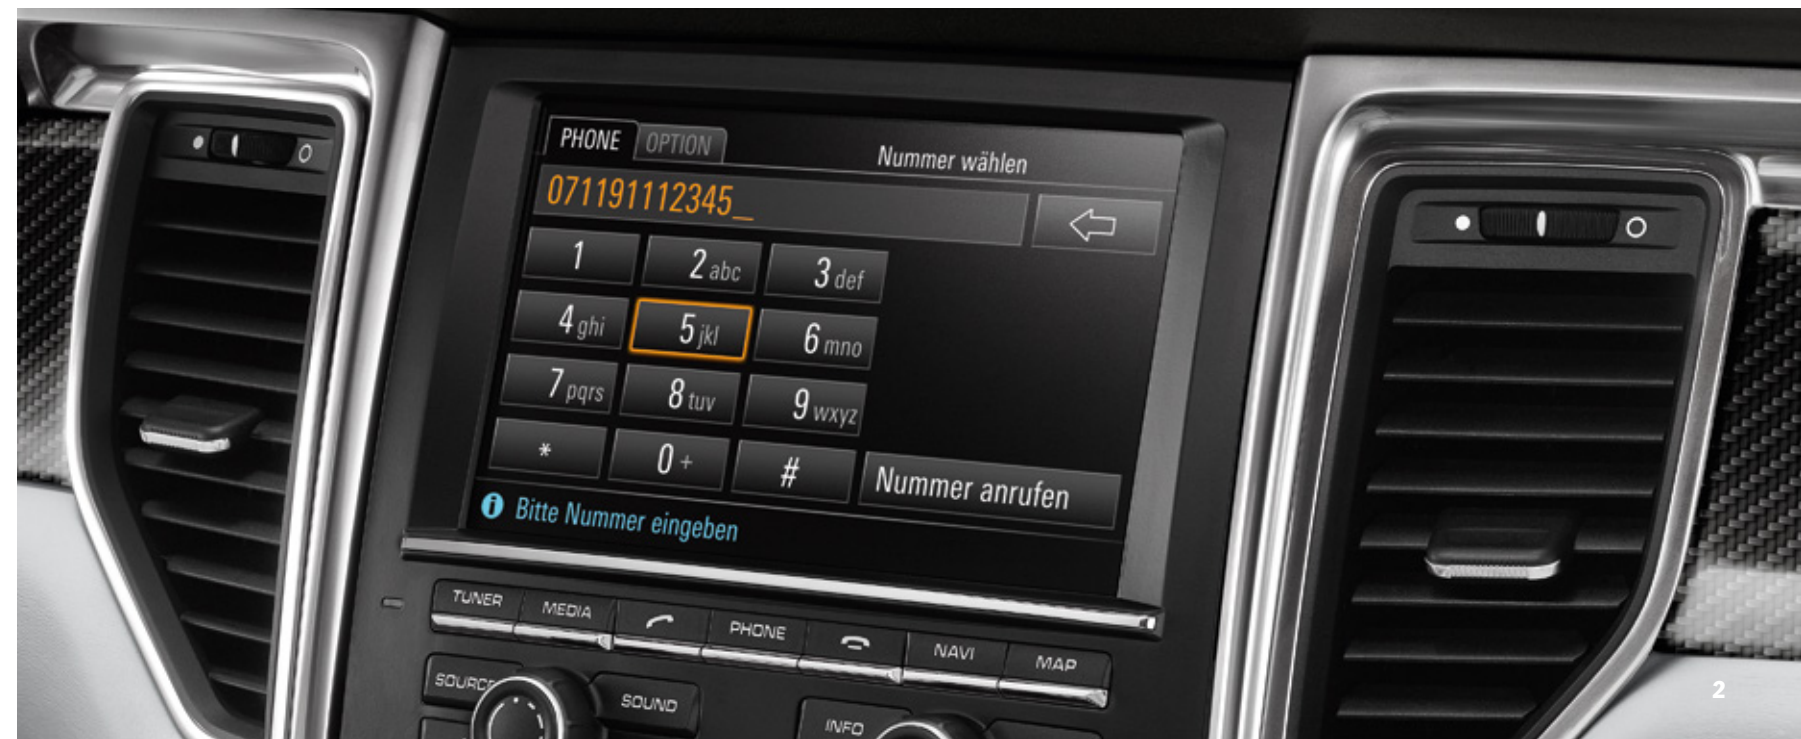 PHONE OPTION Nummer wählen
071191112345_
1 2 abc 3 def
4 ghi 5 jkl 6 mno
7 pqrs 8 tuv 9 wxyz
* 0 + # Nummer anrufen
i Bitte Nummer eingeben
TUNER MEDIA PHONE NAVI MAP
SOURCE SOUND INFO
2